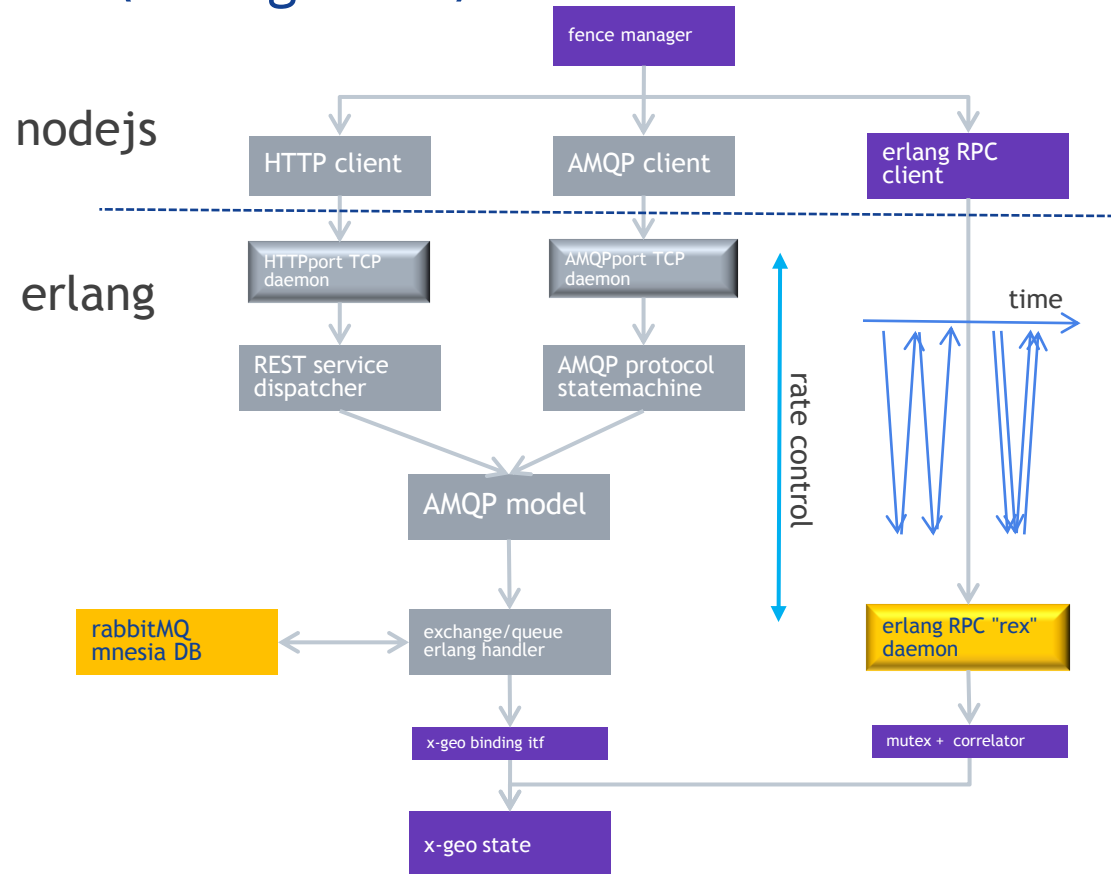 fence manager
nodejs
HTTP client
AMQP client
erlang RPC
client
erlang
HTTPport TCP
daemon
AMQPport TCP
daemon
time
REST service
dispatcher
AMQP protocol
statemachine
rate control
AMQP model
rabbitMQ
mnesia DB
exchange/queue
erlang handler
erlang RPC "rex"
daemon
x-geo binding itf
mutex + correlator
x-geo state